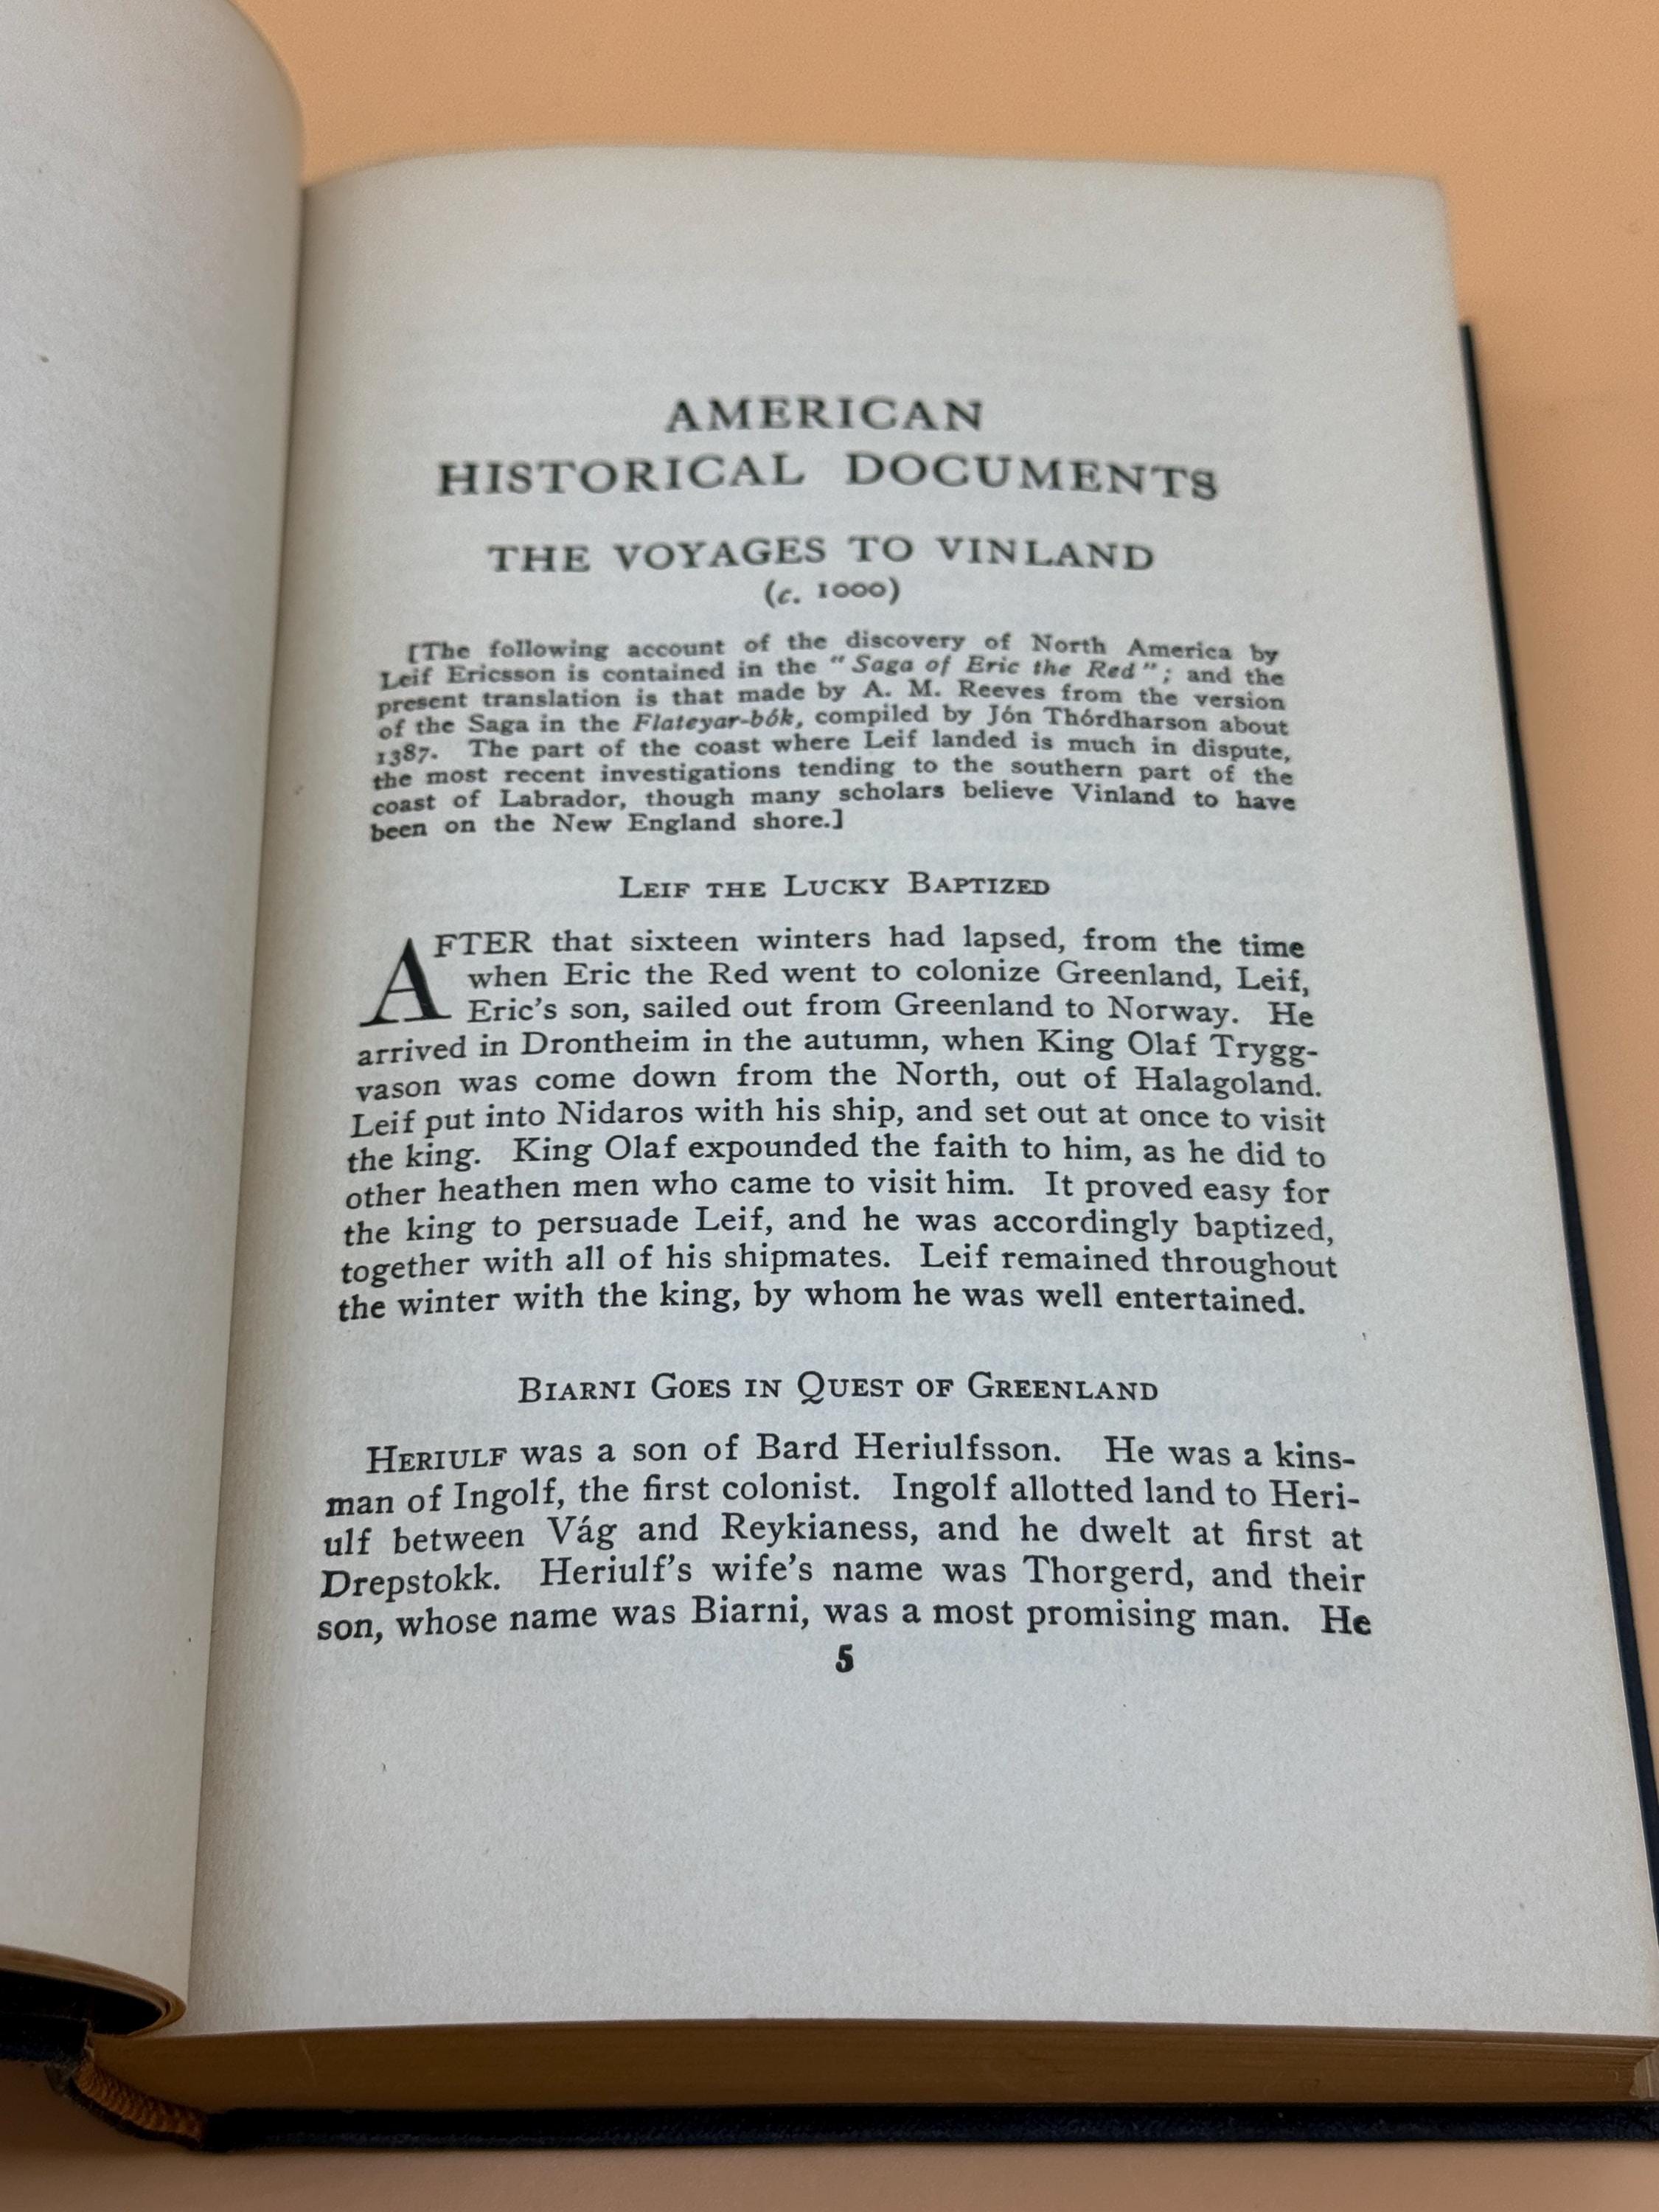 AMERICAN
HISTORICAL DOCUMENTS
THE VOYAGES TO VINLAND
(c. 1000)
[The following account of the discovery of North America by
Leif Ericsson is contained in the "Saga of Eric the Red"; and the
present translation is that made by A. M. Reeves from the version
of the Saga in the Flateyar-bók, compiled by Jón Thórdharson about
1387. The part of the coast where Leif landed is much in dispute,
the most recent investigations tending to the southern part of the
coast of Labrador, though many scholars believe Vinland to have
been on the New England shore.]
LEIF THE LUCKY BAPTIZED
AFTER that sixteen winters had lapsed, from the time
when Eric the Red went to colonize Greenland, Leif,
Eric's son, sailed out from Greenland to Norway. He
arrived in Drontheim in the autumn, when King Olaf Trygg-
vason was come down from the North, out of Halagoland.
Leif put into Nidaros with his ship, and set out at once to visit
the king. King Olaf expounded the faith to him, as he did to
other heathen men who came to visit him. It proved easy for
the king to persuade Leif, and he was accordingly baptized,
together with all of his shipmates. Leif remained throughout
the winter with the king, by whom he was well entertained.
BIARNI GOES IN QUEST OF GREENLAND
HERIULF was a son of Bard Heriulfsson. He was a kins-
man of Ingolf, the first colonist. Ingolf allotted land to Heri-
ulf between Vág and Reykianess, and he dwelt at first at
Drepstokk. Heriulf's wife's name was Thorgerd, and their
son, whose name was Biarni, was a most promising man. He
5